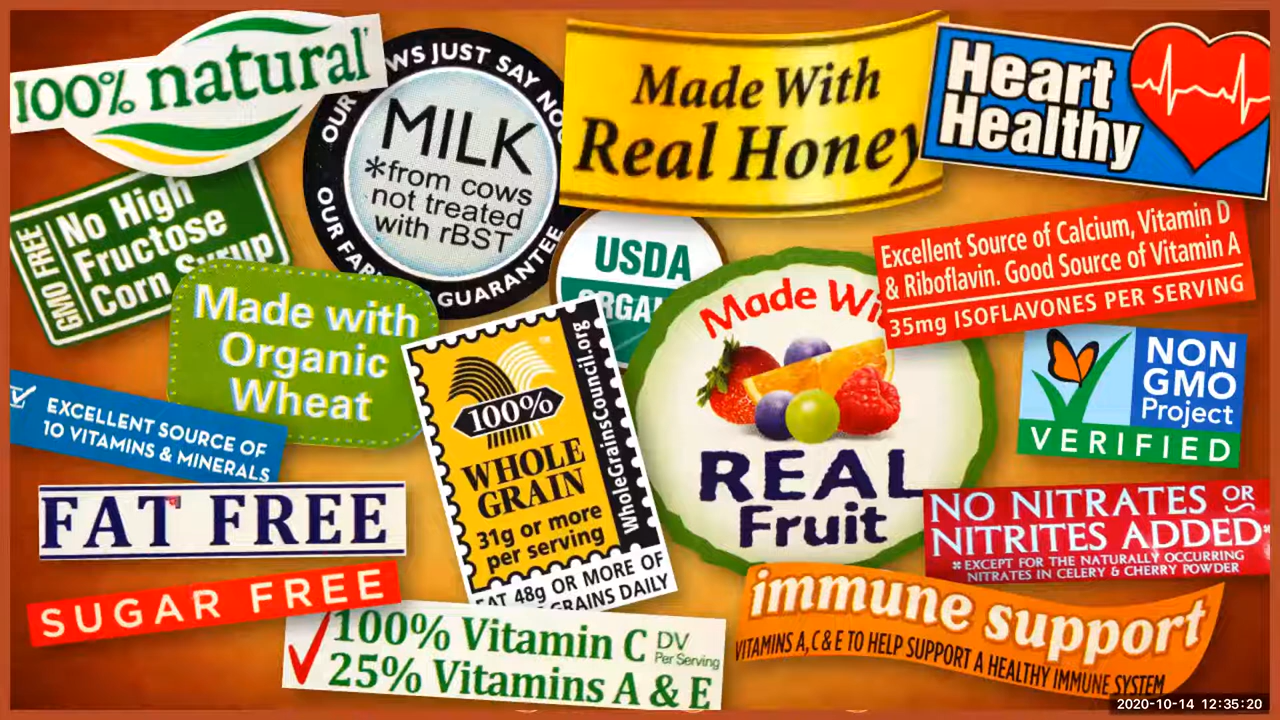 100% natural
OUR COWS JUST SAY NO
MILK
*from cows
not treated
with rBST
OUR
GUARANTEE
Made With
Real Honey
Heart
Healthy
GMO FREE
No High
Fructose
Corn Syrup
Made with
Organic
Wheat
USDA
Made With
REAL
Fruit
Excellent Source of Calcium, Vitamin D
& Riboflavin. Good Source of Vitamin A
35mg ISOFLAVONES PER SERVING
NON
GMO
Project
VERIFIED
100%
WHOLE
GRAIN
31g or more
per serving
WholeGrainsCouncil.org
EAT 48g OR MORE OF
GRAINS DAILY
EXCELLENT SOURCE OF
10 VITAMINS & MINERALS
FAT FREE
SUGAR FREE
100% Vitamin C DV
Per Serving
25% Vitamins A & E
NO NITRATES OR
NITRITES ADDED*
*EXCEPT FOR THE NATURALLY OCCURRING
NITRATES IN CELERY & CHERRY POWDER
immune support
VITAMINS A, C & E TO HELP SUPPORT A HEALTHY IMMUNE SYSTEM
2020-10-14 12:35:20